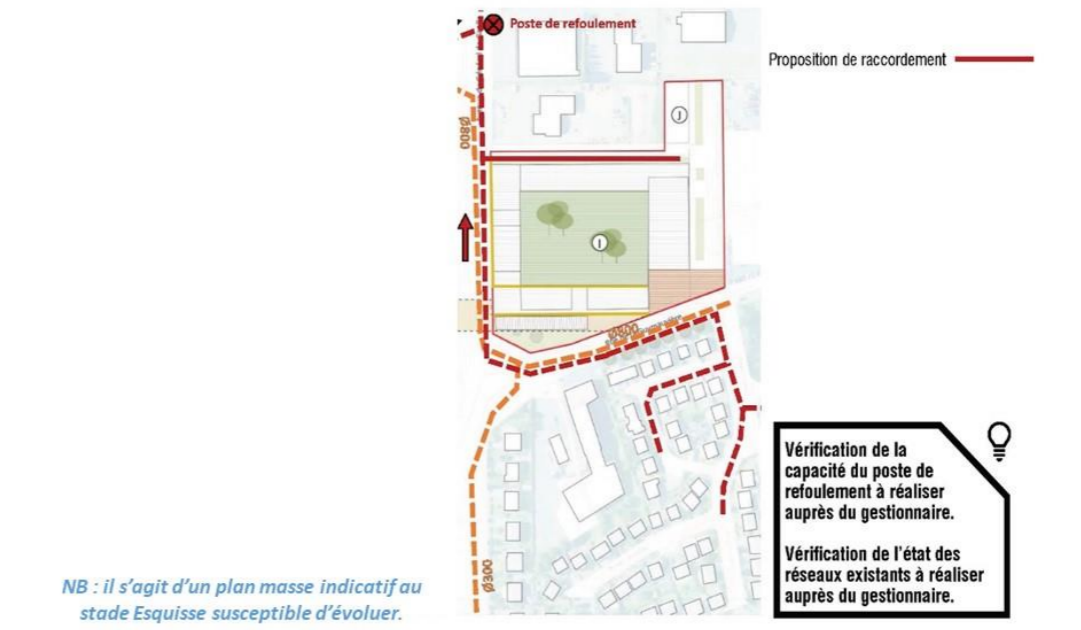 Poste de refoulement
Proposition de raccordement
Ø800
J
I
Ø800
Vérification de la
capacité du poste de
refoulement à réaliser
auprès du gestionnaire.
Vérification de l'état des
réseaux existants à réaliser
auprès du gestionnaire.
Ø300
NB : il s'agit d'un plan masse indicatif au
stade Esquisse susceptible d'évoluer.